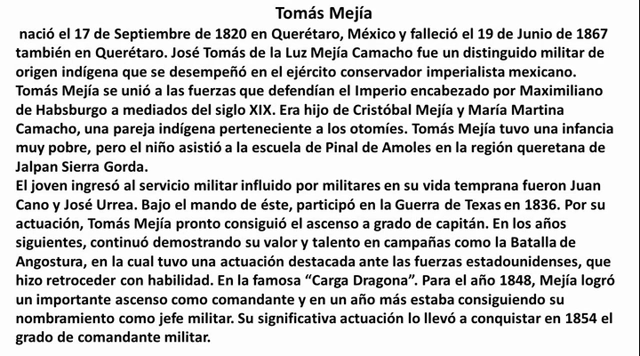 Tomás Mejía
nació el 17 de Septiembre de 1820 en Querétaro, México y falleció el 19 de Junio de 1867
también en Querétaro. José Tomás de la Luz Mejía Camacho fue un distinguido militar de
origen indígena que se desempeñó en el ejército conservador imperialista mexicano.
Tomás Mejía se unió a las fuerzas que defendían el Imperio encabezado por Maximiliano
de Habsburgo a mediados del siglo XIX. Era hijo de Cristóbal Mejía y María Martina
Camacho, una pareja indígena perteneciente a los otomíes. Tomás Mejía tuvo una infancia
muy pobre, pero el niño asistió a la escuela de Pinal de Amoles en la región queretana de
Jalpan Sierra Gorda.
El joven ingresó al servicio militar influido por militares en su vida temprana fueron Juan
Cano y José Urrea. Bajo el mando de éste, participó en la Guerra de Texas en 1836. Por su
actuación, Tomás Mejía pronto consiguió el ascenso a grado de capitán. En los años
siguientes, continuó demostrando su valor y talento en campañas como la Batalla de
Angostura, en la cual tuvo una actuación destacada ante las fuerzas estadounidenses, que
hizo retroceder con habilidad. En la famosa “Carga Dragona”. Para el año 1848, Mejía logró
un importante ascenso como comandante y en un año más estaba consiguiendo su
nombramiento como jefe militar. Su significativa actuación lo llevó a conquistar en 1854 el
grado de comandante militar.